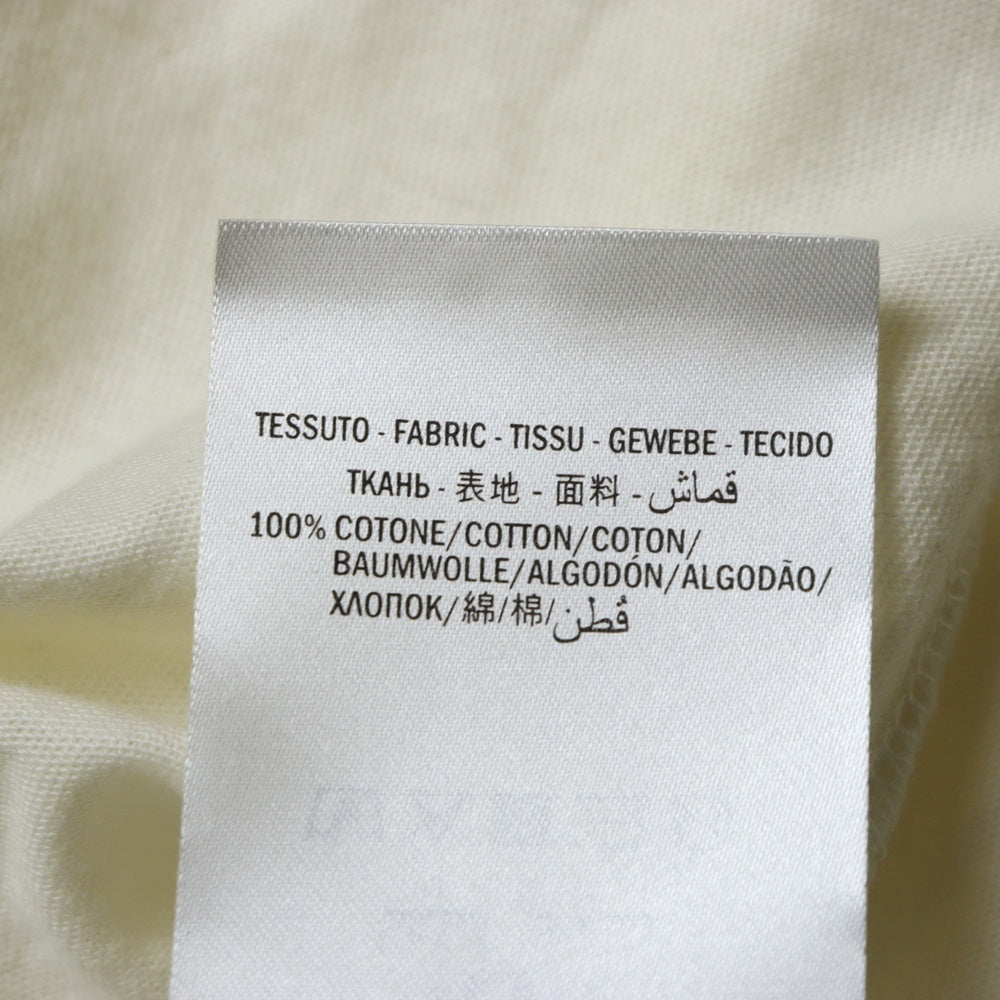 TESSUTO - FABRIC - TISSU - GEWEBE - TECIDO
ТКАНЬ - 表地 - 面料 - قماش
100% COTONE/COTTON/COTON/
BAUMWOLLE/ALGODÓN/ALGODÃO/
ХЛОПОК/綿/棉/قُطن